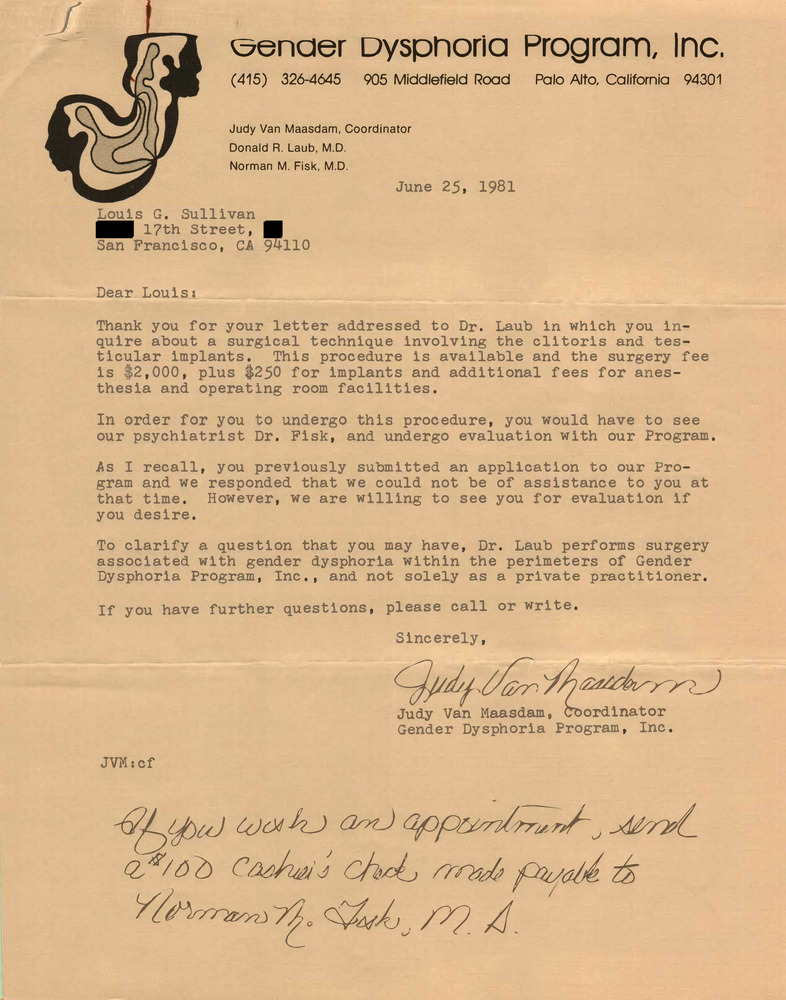 Gender Dysphoria Program, Inc.
(415) 326-4645 905 Middlefield Road Palo Alto, California 94301
Judy Van Maasdam, Coordinator
Donald R. Laub, M.D.
Norman M. Fisk, M.D.
June 25, 1981
Louis G. Sullivan
17th Street,
San Francisco, CA 94110
Dear Louis:
Thank you for your letter addressed to Dr. Laub in which you in-
quire about a surgical technique involving the clitoris and tes-
ticular implants. This procedure is available and the surgery fee
is $2,000, plus $250 for implants and additional fees for anes-
thesia and operating room facilities.
In order for you to undergo this procedure, you would have to see
our psychiatrist Dr. Fisk, and undergo evaluation with our Program.
As I recall, you previously submitted an application to our Pro-
gram and we responded that we could not be of assistance to you at
that time. However, we are willing to see you for evaluation if
you desire.
To clarify a question that you may have, Dr. Laub performs surgery
associated with gender dysphoria within the perimeters of Gender
Dysphoria Program, Inc., and not solely as a private practitioner.
If you have further questions, please call or write.
Sincerely,
Judy Van Maasdam
Judy Van Maasdam, Coordinator
Gender Dysphoria Program, Inc.
JVM:cf
If you wish an appointment, send
a $100 Cashier's check made payable to
Norman M. Fisk, M.D.